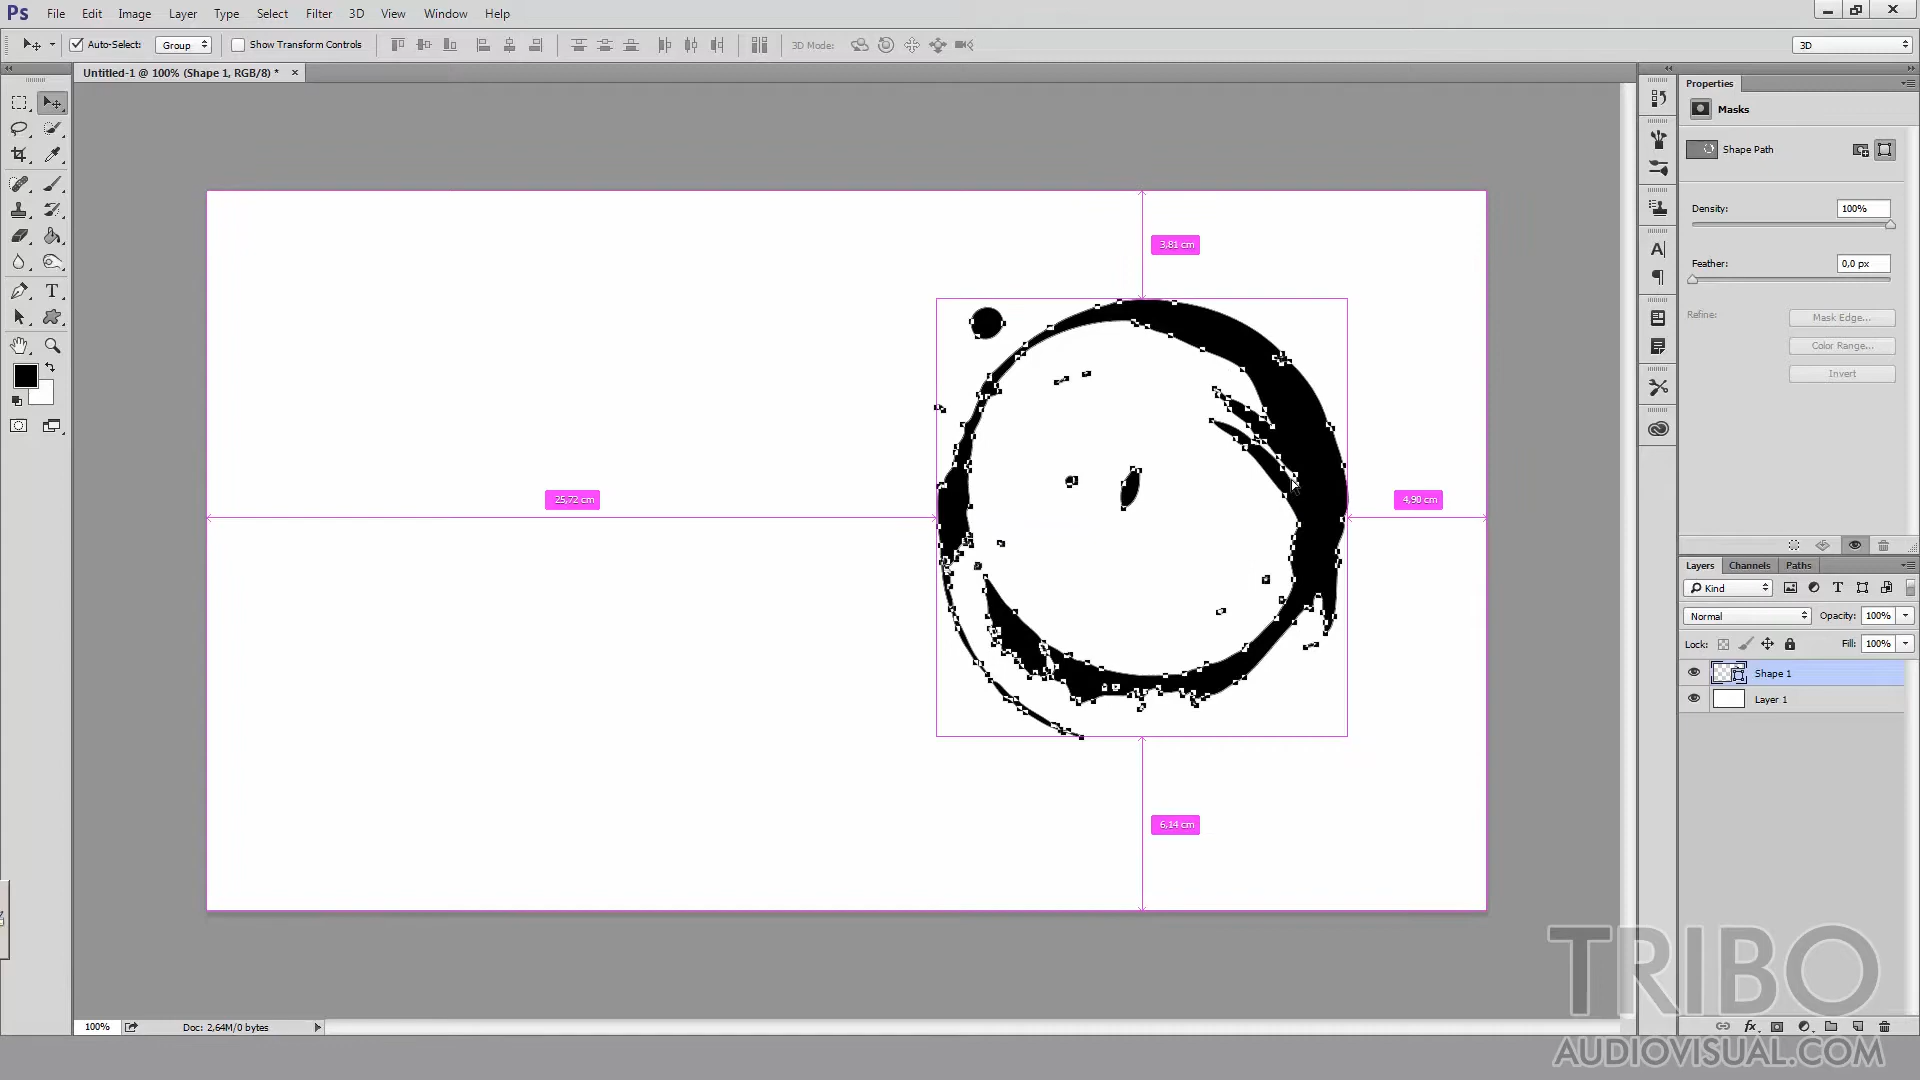 Ps File Edit Image Layer Type Select Filter 3D View Window Help
Auto-Select: Group Show Transform Controls 3D Mode: 3D
Untitled-1 @ 100% (Shape 1, RGB/8) * ×
Properties
Masks
Shape Path
Density: 100%
Feather: 0,0 px
Refine: Mask Edge...
Color Range...
Invert
3,81 cm
25,72 cm
4,90 cm
6,14 cm
Layers Channels Paths
Kind
Normal Opacity: 100%
Lock: Fill: 100%
Shape 1
Layer 1
100% Doc: 2,64M/0 bytes
TRIBO
AUDIOVISUAL.COM